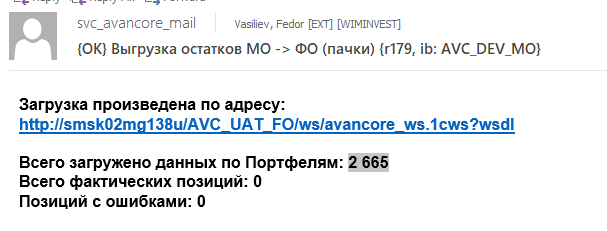 svc_avancore_mail
Vasiliev, Fedor [EXT] [WIMINVEST]
{OK} Выгрузка остатков МО -> ФО (пачки) {r179, ib: AVC_DEV_MO}
Загрузка произведена по адресу:
http://smsk02mg138u/AVC_UAT_FO/ws/avancore_ws.1cws?wsdl
Всего загружено данных по Портфелям: 2 665
Всего фактических позиций: 0
Позиций с ошибками: 0